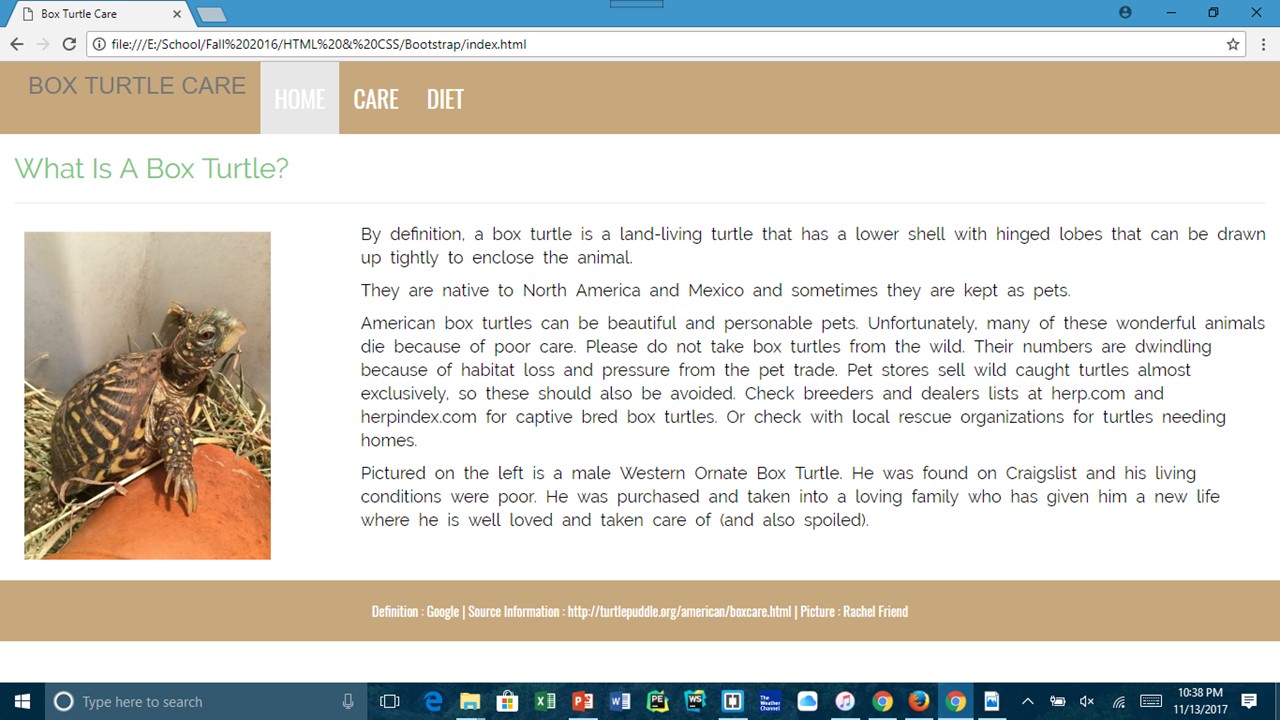 Box Turtle Care
file:///E:/School/Fall%202016/HTML%20&%20CSS/Bootstrap/index.html
BOX TURTLE CARE HOME CARE DIET
What Is A Box Turtle?
By definition, a box turtle is a land-living turtle that has a lower shell with hinged lobes that can be drawn
up tightly to enclose the animal.
They are native to North America and Mexico and sometimes they are kept as pets.
American box turtles can be beautiful and personable pets. Unfortunately, many of these wonderful animals
die because of poor care. Please do not take box turtles from the wild. Their numbers are dwindling
because of habitat loss and pressure from the pet trade. Pet stores sell wild caught turtles almost
exclusively, so these should also be avoided. Check breeders and dealers lists at herp.com and
herpindex.com for captive bred box turtles. Or check with local rescue organizations for turtles needing
homes.
Pictured on the left is a male Western Ornate Box Turtle. He was found on Craigslist and his living
conditions were poor. He was purchased and taken into a loving family who has given him a new life
where he is well loved and taken care of (and also spoiled).
Definition : Google | Source Information : http://turtlepuddle.org/american/boxcare.html | Picture : Rachel Friend
Type here to search
PE
WS
The
Weather
Channel
10:38 PM
11/13/2017